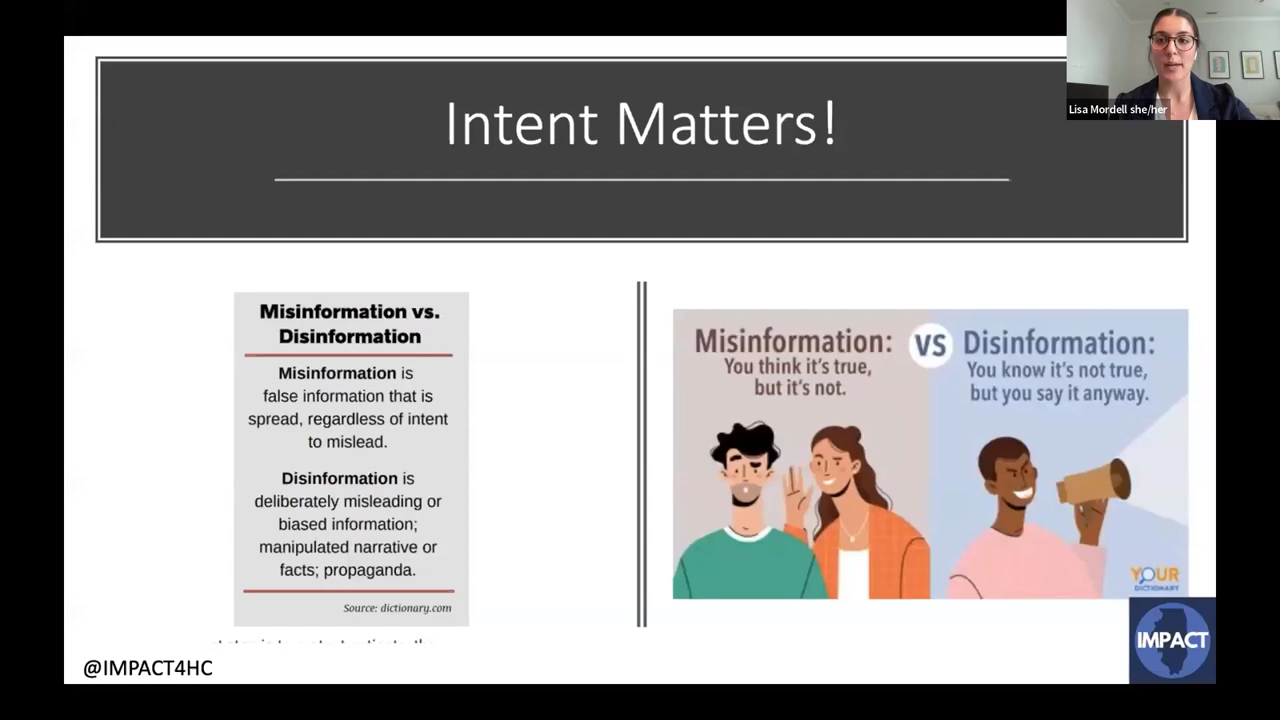 Intent Matters!
Lisa Mordell she/her
Misinformation vs.
Disinformation
Misinformation is
false information that is
spread, regardless of intent
to mislead.
Disinformation is
deliberately misleading or
biased information;
manipulated narrative or
facts; propaganda.
Source: dictionary.com
Misinformation:
You think it's true,
but it's not.
VS
Disinformation:
You know it's not true,
but you say it anyway.
YOUR
DICTIONARY
IMPACT
@IMPACT4HC